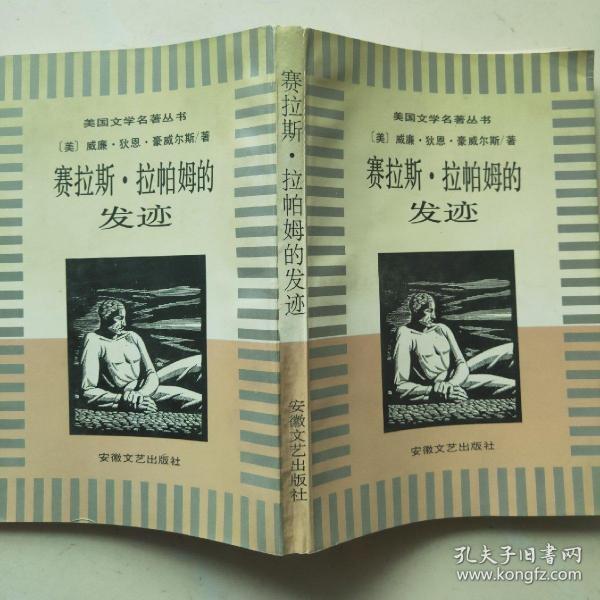 美国文学名著丛书
〔美〕威廉·狄恩·豪威尔斯/著
赛拉斯·拉帕姆的
发迹
安徽文艺出版社
赛拉斯·拉帕姆的发迹
安徽文艺出版社
美国文学名著丛书
〔美〕威廉·狄恩·豪威尔斯/著
赛拉斯·拉帕姆的
发迹
安徽文艺出版社
孔夫子旧书网
www.kongfz.com